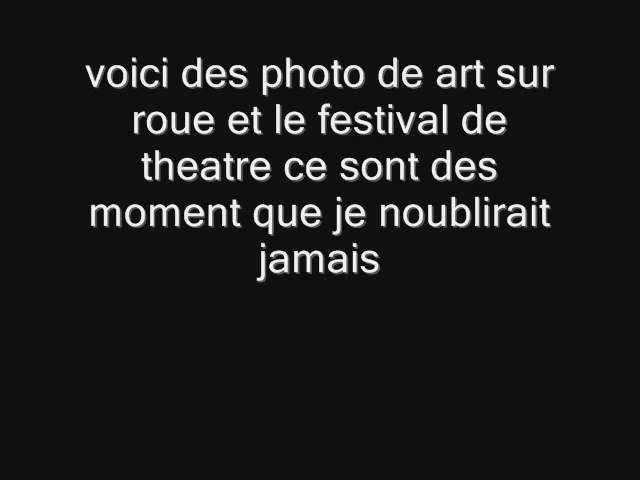 voici des photo de art sur
roue et le festival de
theatre ce sont des
moment que je noublirait
jamais